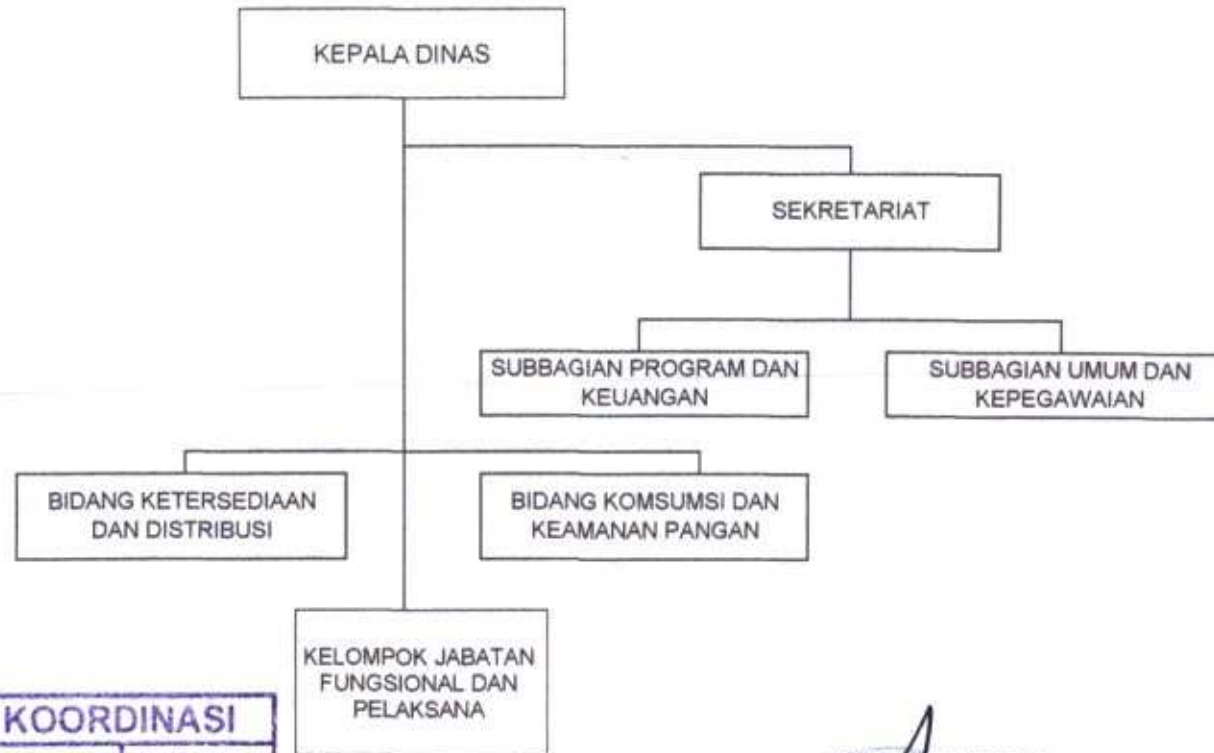 KEPALA DINAS
SEKRETARIAT
SUBBAGIAN PROGRAM DAN
KEUANGAN
SUBBAGIAN UMUM DAN
KEPEGAWAIAN
BIDANG KETERSEDIAAN
DAN DISTRIBUSI
BIDANG KOMSUMSI DAN
KEAMANAN PANGAN
KELOMPOK JABATAN
FUNGSIONAL DAN
PELAKSANA
KOORDINASI